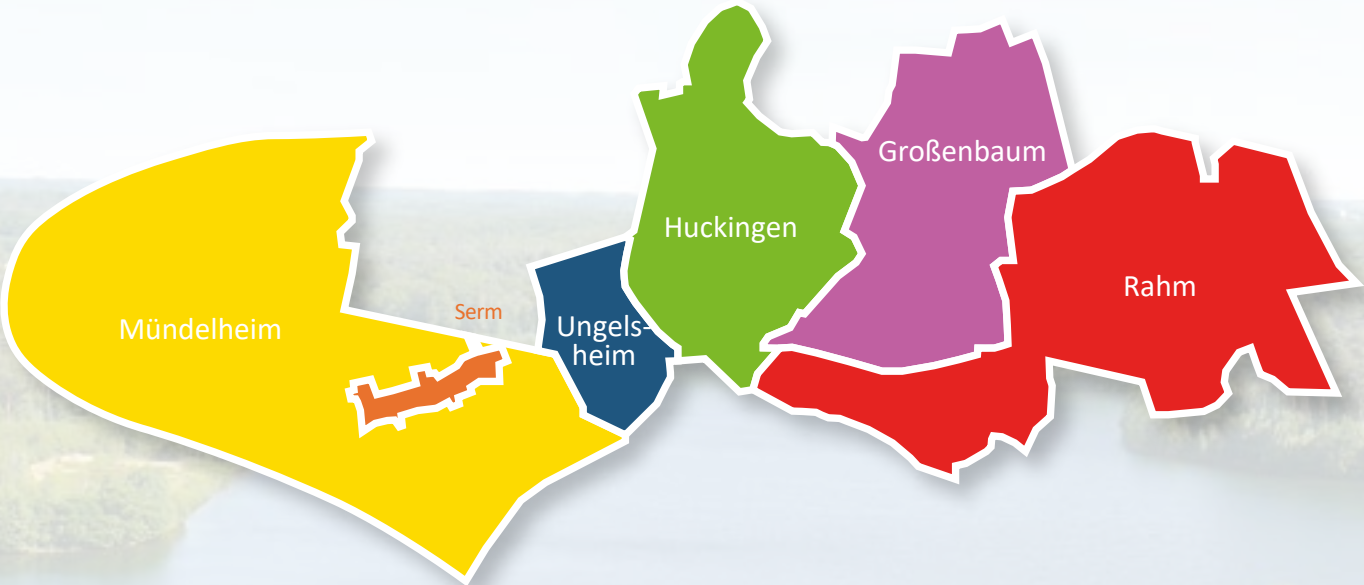 Großenbaum
Huckingen
Rahm
Serm
Mündelheim
Ungels-
heim